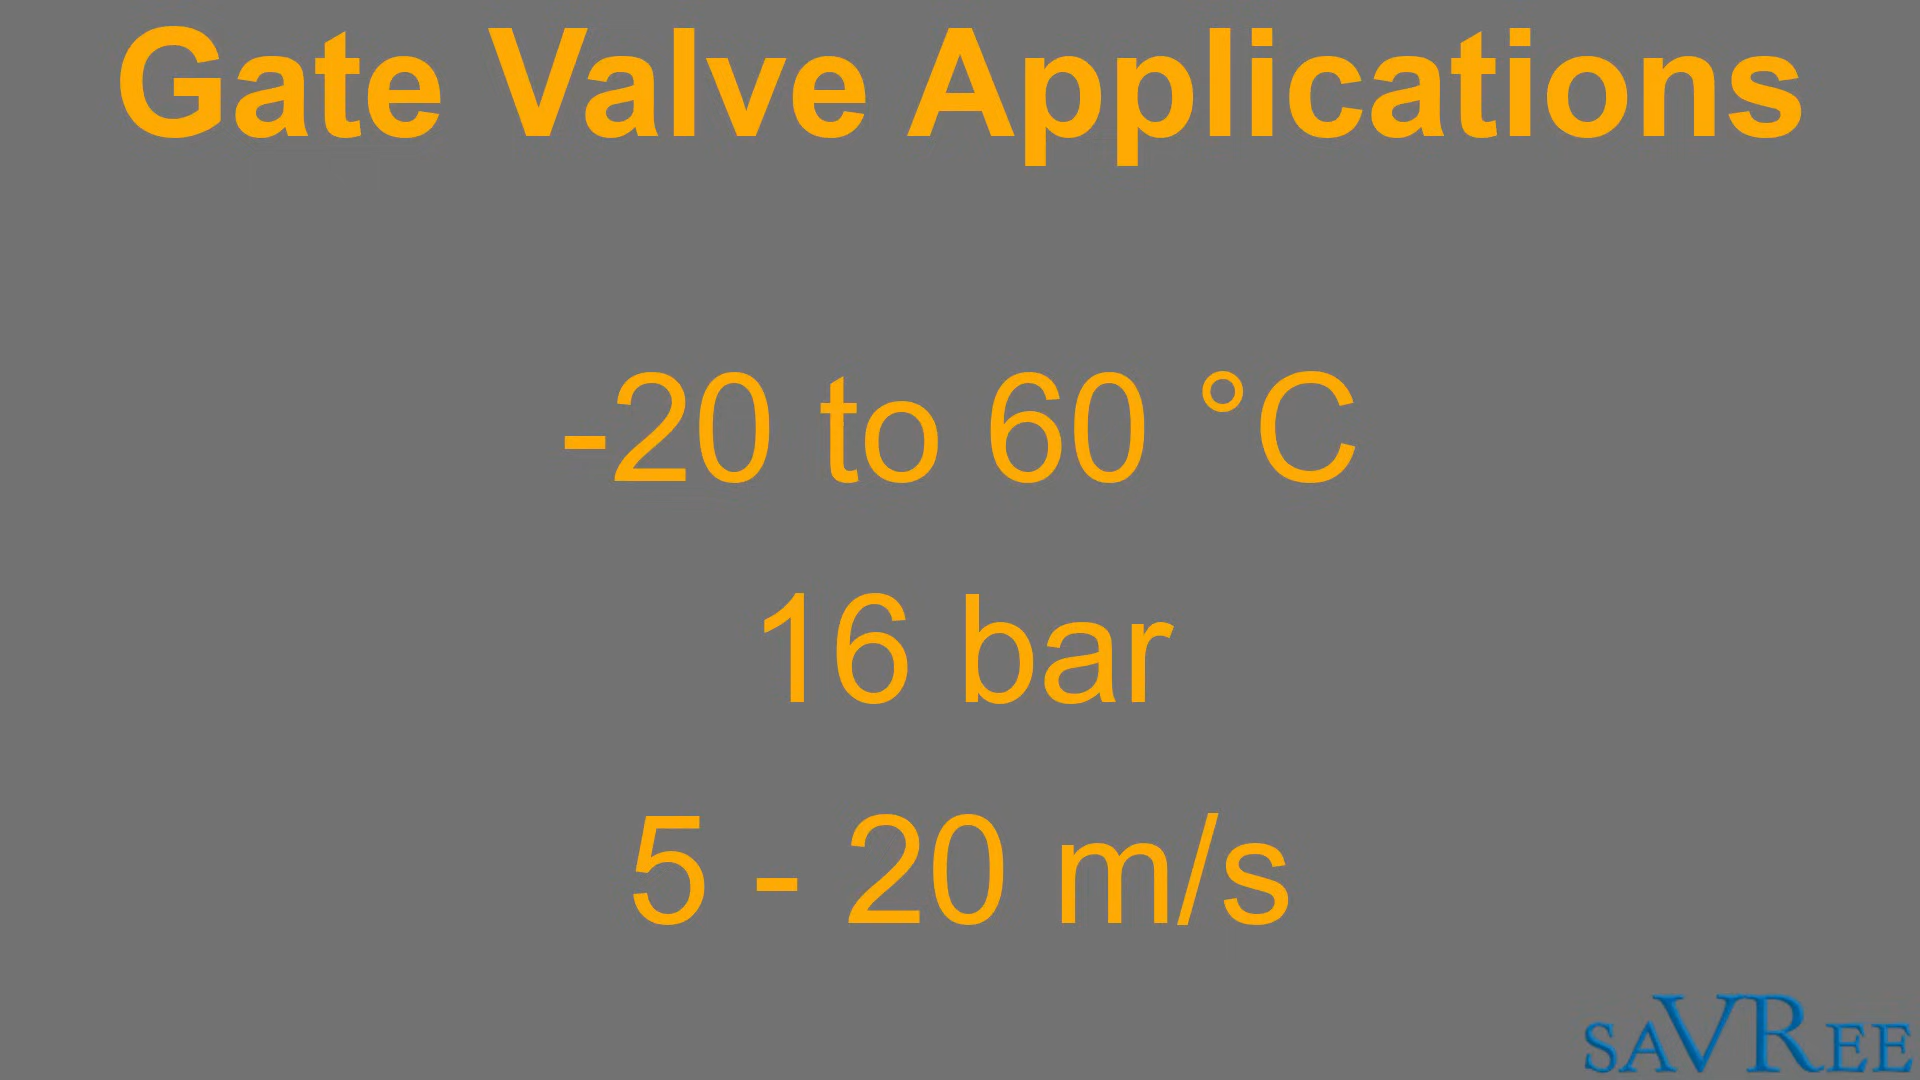 Gate Valve Applications
-20 to 60 °C
16 bar
5 - 20 m/s
saVRee